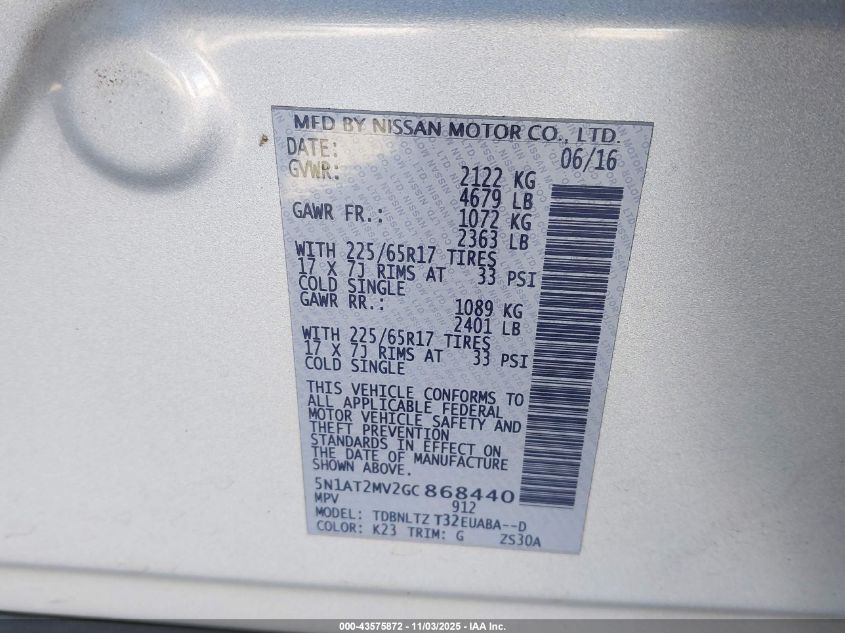 MFD BY NISSAN MOTOR CO., LTD.
DATE: 06/16
GVWR: 2122 KG
4679 LB
GAWR FR.: 1072 KG
2363 LB
WITH 225/65R17 TIRES
17 X 7J RIMS AT 33 PSI
COLD SINGLE
GAWR RR.: 1089 KG
2401 LB
WITH 225/65R17 TIRES
17 X 7J RIMS AT 33 PSI
COLD SINGLE
THIS VEHICLE CONFORMS TO
ALL APPLICABLE FEDERAL
MOTOR VEHICLE SAFETY AND
THEFT PREVENTION
STANDARDS IN EFFECT ON
THE DATE OF MANUFACTURE
SHOWN ABOVE.
5N1AT2MV2GC868440
MPV 912
MODEL: TDBNLTZ T32EUABA--D
COLOR: K23 TRIM: G ZS30A
000-43575872 - 11/03/2025 - IAA Inc.